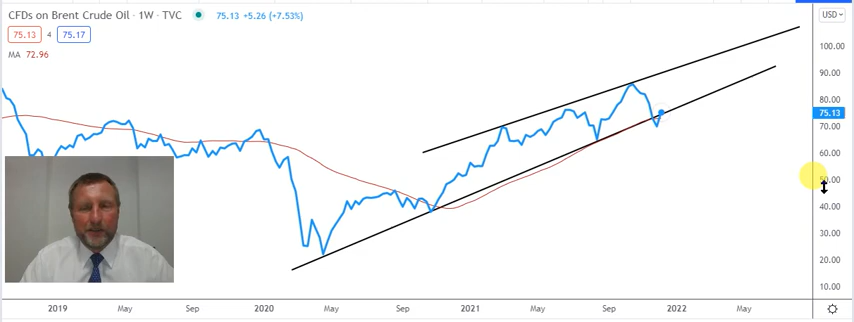 CFDs on Brent Crude Oil · 1W · TVC 75.13 +5.26 (+7.53%)
USD
75.13 4 75.17
MA 72.96
100.00
90.00
80.00
75.13
70.00
60.00
50.00
40.00
30.00
20.00
10.00
2019 May Sep 2020 May Sep 2021 May Sep 2022 May